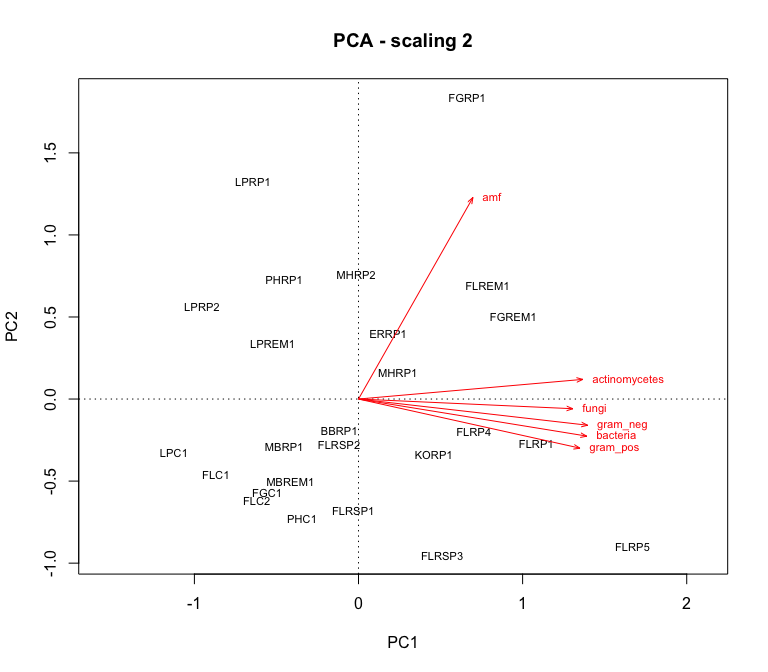 PCA - scaling 2
FGRP1
1.5
LPRP1
amf
1.0
MHRP2
PHRP1
FLREM1
LPRP2
0.5
FGREM1
ERRP1
LPREM1
PC2
MHRP1
actinomycetes
0.0
fungi
gram_neg
BBRP1
FLRP4
bacteria
FLRSP2
MBRP1
FLRP1
gram_pos
LPC1
KORP1
FLC1
-0.5
MBREM1
FGC1
FLC2
FLRSP1
PHC1
FLRP5
FLRSP3
-1.0
-1 0 1 2
PC1